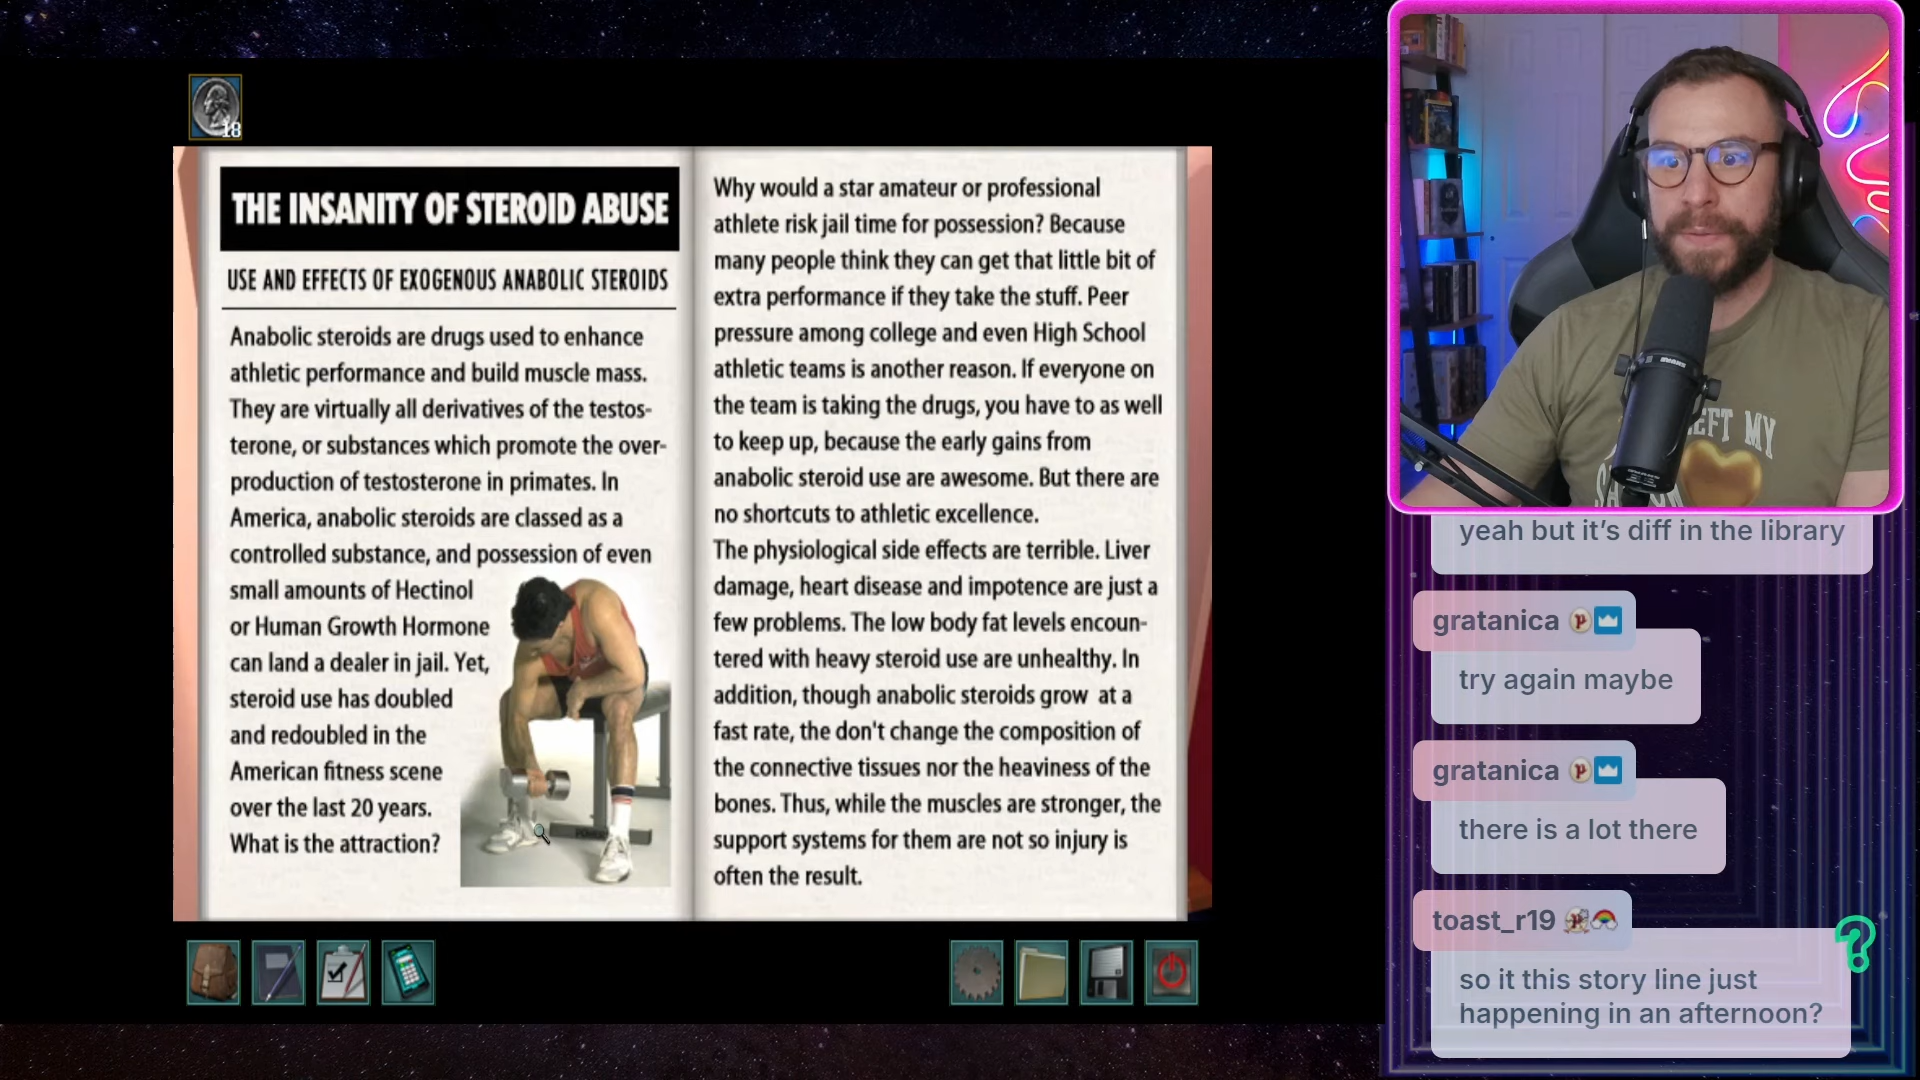 18
THE INSANITY OF STEROID ABUSE
USE AND EFFECTS OF EXOGENOUS ANABOLIC STEROIDS
Anabolic steroids are drugs used to enhance
athletic performance and build muscle mass.
They are virtually all derivatives of the testos-
terone, or substances which promote the over-
production of testosterone in primates. In
America, anabolic steroids are classed as a
controlled substance, and possession of even
small amounts of Hectinol
or Human Growth Hormone
can land a dealer in jail. Yet,
steroid use has doubled
and redoubled in the
American fitness scene
over the last 20 years.
What is the attraction?
Why would a star amateur or professional
athlete risk jail time for possession? Because
many people think they can get that little bit of
extra performance if they take the stuff. Peer
pressure among college and even High School
athletic teams is another reason. If everyone on
the team is taking the drugs, you have to as well
to keep up, because the early gains from
anabolic steroid use are awesome. But there are
no shortcuts to athletic excellence.
The physiological side effects are terrible. Liver
damage, heart disease and impotence are just a
few problems. The low body fat levels encoun-
tered with heavy steroid use are unhealthy. In
addition, though anabolic steroids grow at a
fast rate, the don't change the composition of
the connective tissues nor the heaviness of the
bones. Thus, while the muscles are stronger, the
support systems for them are not so injury is
often the result.
EFT MY
yeah but it's diff in the library
gratanica
try again maybe
gratanica
there is a lot there
toast_r19
so it this story line just
happening in an afternoon?
?